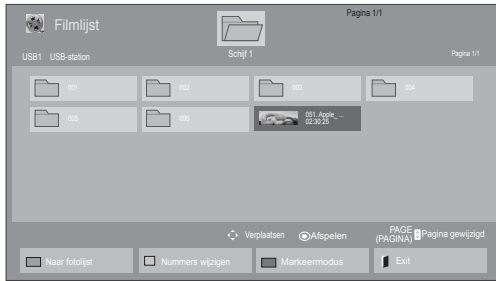 Filmlijst
Pagina 1/1
USB1 USB-station
Schijf 1
Pagina 1/1
001 002 003 004
005 006 051. Apple_ ...
02:30:25
Verplaatsen Afspelen PAGE
(PAGINA) Pagina gewijzigd
Naar fotolijst Nummers wijzigen Markeermodus Exit